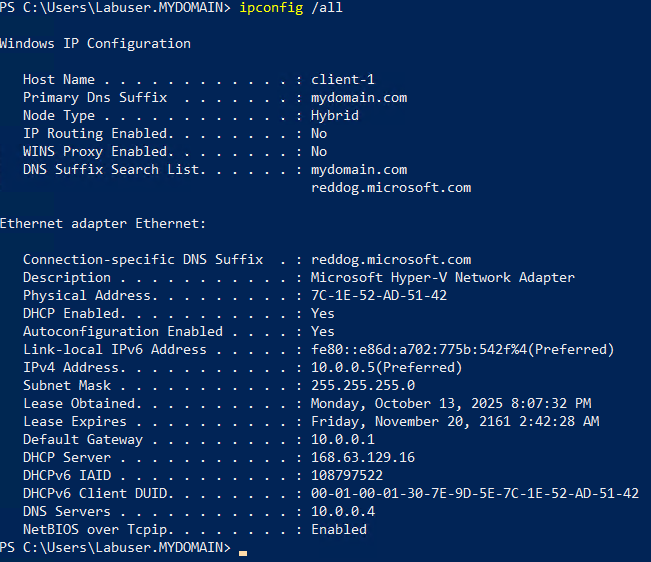 PS C:\Users\Labuser.MYDOMAIN> ipconfig /all
Windows IP Configuration
Host Name . . . . . . . . . . . . : client-1
Primary Dns Suffix  . . . . . . . : mydomain.com
Node Type . . . . . . . . . . . . : Hybrid
IP Routing Enabled. . . . . . . . : No
WINS Proxy Enabled. . . . . . . . : No
DNS Suffix Search List. . . . . . : mydomain.com
reddog.microsoft.com
Ethernet adapter Ethernet:
Connection-specific DNS Suffix  . : reddog.microsoft.com
Description . . . . . . . . . . . : Microsoft Hyper-V Network Adapter
Physical Address. . . . . . . . . : 7C-1E-52-AD-51-42
DHCP Enabled. . . . . . . . . . . : Yes
Autoconfiguration Enabled . . . . : Yes
Link-local IPv6 Address . . . . . : fe80::e86d:a702:775b:542f%4(Preferred)
IPv4 Address. . . . . . . . . . . : 10.0.0.5(Preferred)
Subnet Mask . . . . . . . . . . . : 255.255.255.0
Lease Obtained. . . . . . . . . . : Monday, October 13, 2025 8:07:32 PM
Lease Expires . . . . . . . . . . : Friday, November 20, 2161 2:42:28 AM
Default Gateway . . . . . . . . . : 10.0.0.1
DHCP Server . . . . . . . . . . . : 168.63.129.16
DHCPv6 IAID . . . . . . . . . . . : 108797522
DHCPv6 Client DUID. . . . . . . . : 00-01-00-01-30-7E-9D-5E-7C-1E-52-AD-51-42
DNS Servers . . . . . . . . . . . : 10.0.0.4
NetBIOS over Tcpip. . . . . . . . : Enabled
PS C:\Users\Labuser.MYDOMAIN>